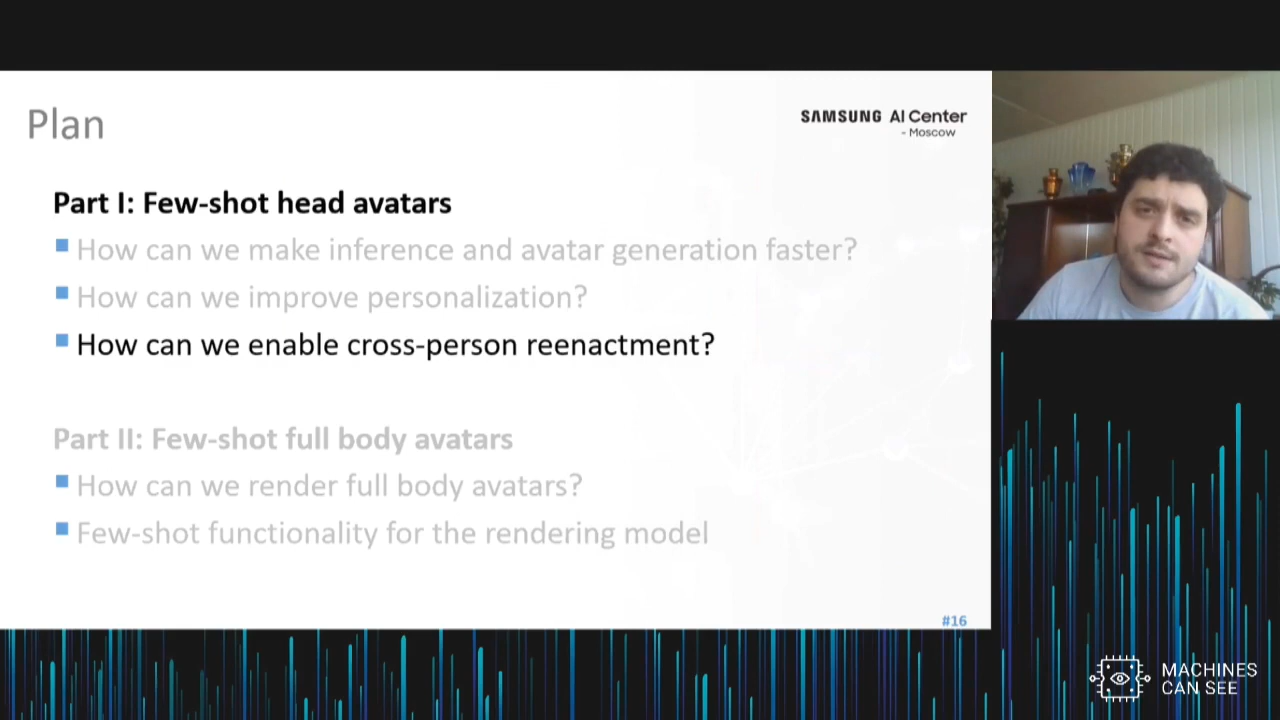 Plan
SAMSUNG AI Center
- Moscow
Part I: Few-shot head avatars
How can we make inference and avatar generation faster?
How can we improve personalization?
How can we enable cross-person reenactment?
Part II: Few-shot full body avatars
How can we render full body avatars?
Few-shot functionality for the rendering model
#16
MACHINES
CAN SEE